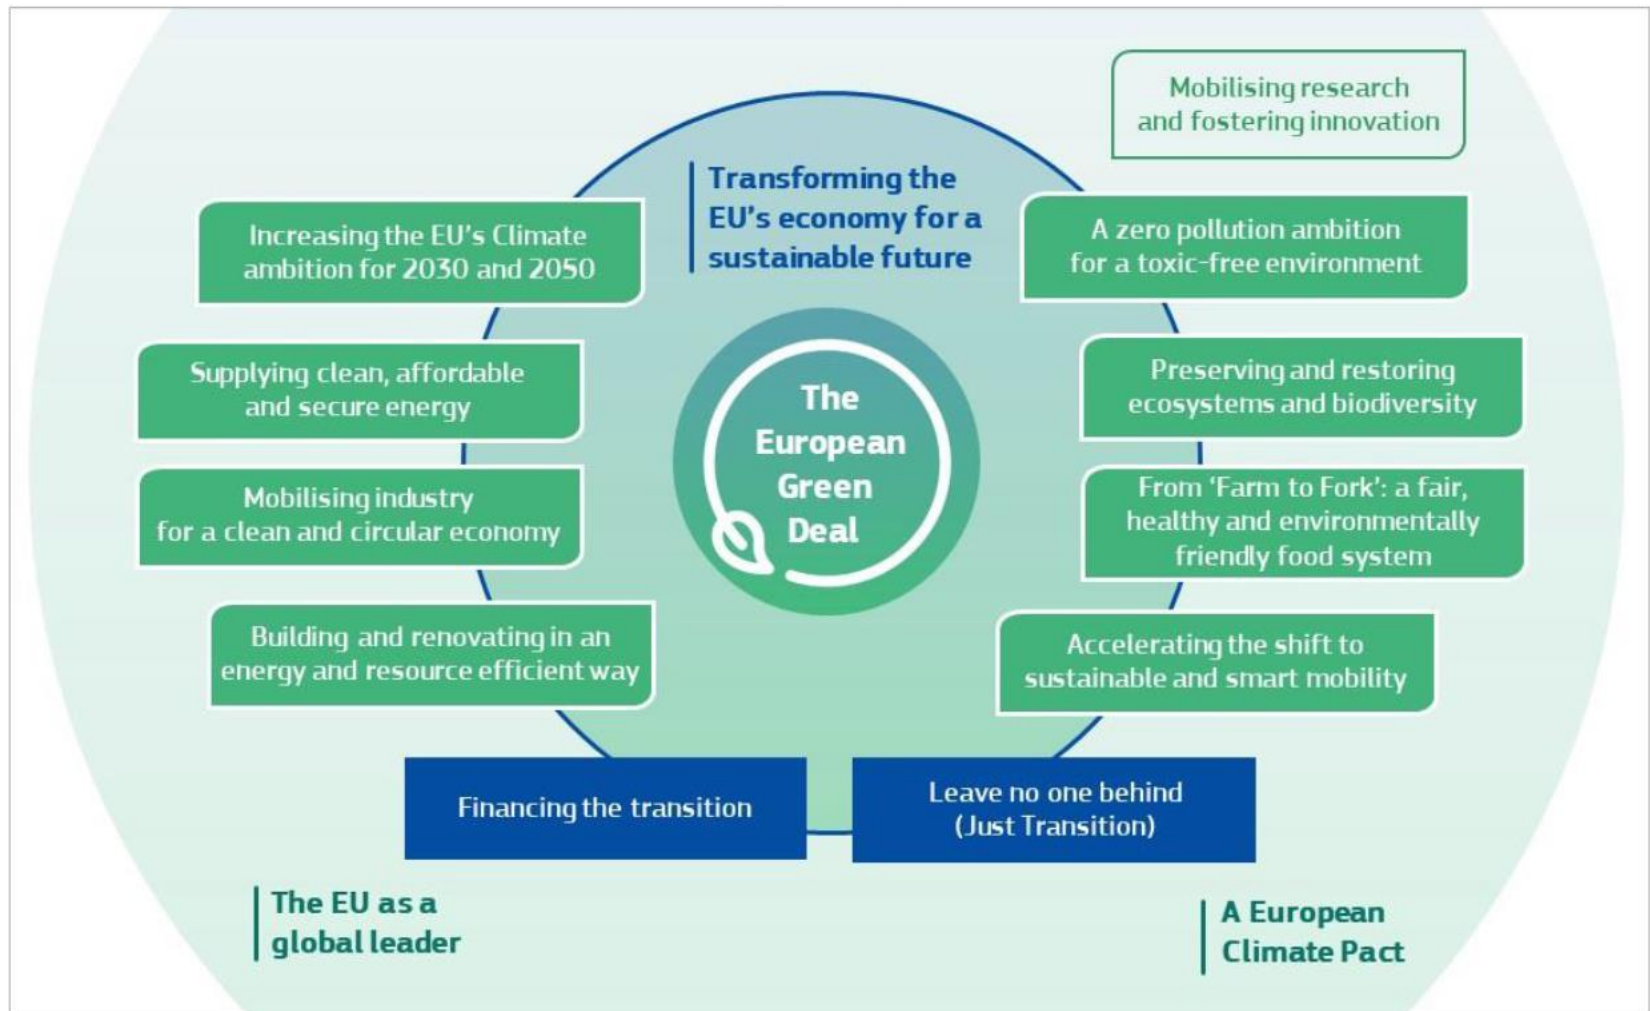 Mobilising research
and fostering innovation
Transforming the
EU's economy for a
sustainable future
Increasing the EU's Climate
ambition for 2030 and 2050
Supplying clean, affordable
and secure energy
Mobilising industry
for a clean and circular economy
Building and renovating in an
energy and resource efficient way
The
European
Green
Deal
A zero pollution ambition
for a toxic-free environment
Preserving and restoring
ecosystems and biodiversity
From ‘Farm to Fork’: a fair,
healthy and environmentally
friendly food system
Accelerating the shift to
sustainable and smart mobility
Financing the transition
Leave no one behind
(Just Transition)
The EU as a
global leader
A European
Climate Pact